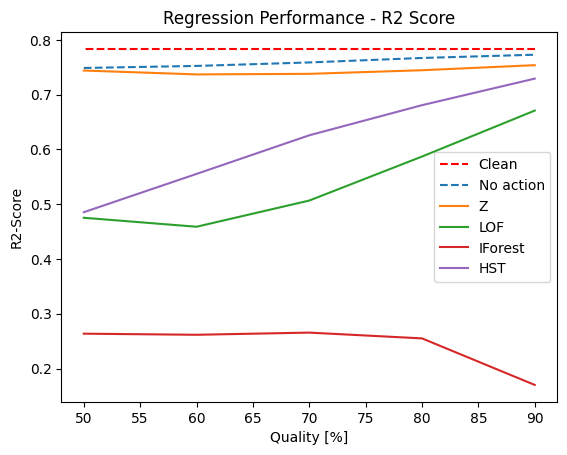 Regression Performance - R2 Score
0.8
0.7
0.6
0.5
0.4
0.3
0.2
R2-Score
Clean
No action
Z
LOF
IForest
HST
50 55 60 65 70 75 80 85 90
Quality [%]